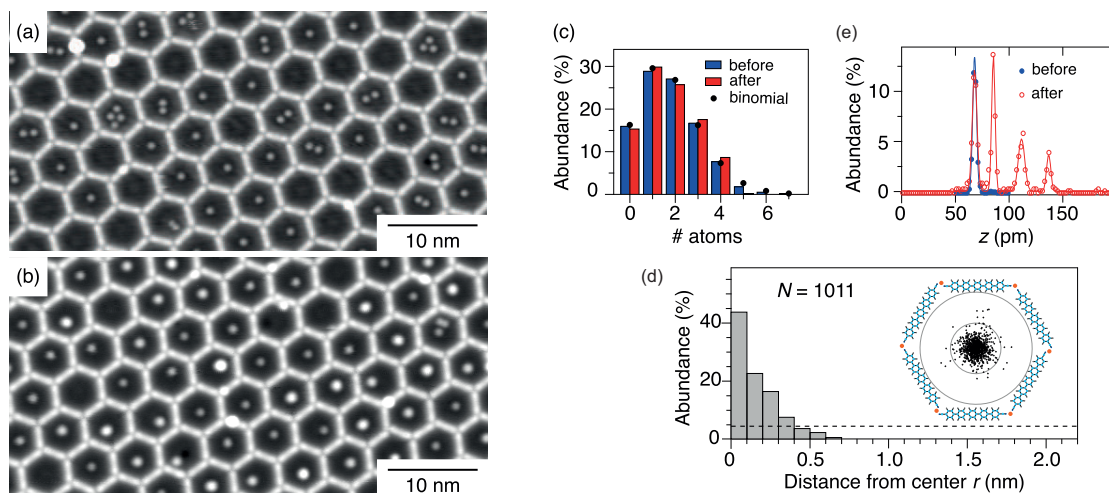 (a)
10 nm
(b)
10 nm
(c)
Abundance (%)
30
20
10
0
before
after
binomial
0 2 4 6
# atoms
(e)
Abundance (%)
10
5
0
before
after
0 50 100 150
z (pm)
(d)
Abundance (%)
40
20
0
N = 1011
0 0.5 1.0 1.5 2.0
Distance from center r (nm)